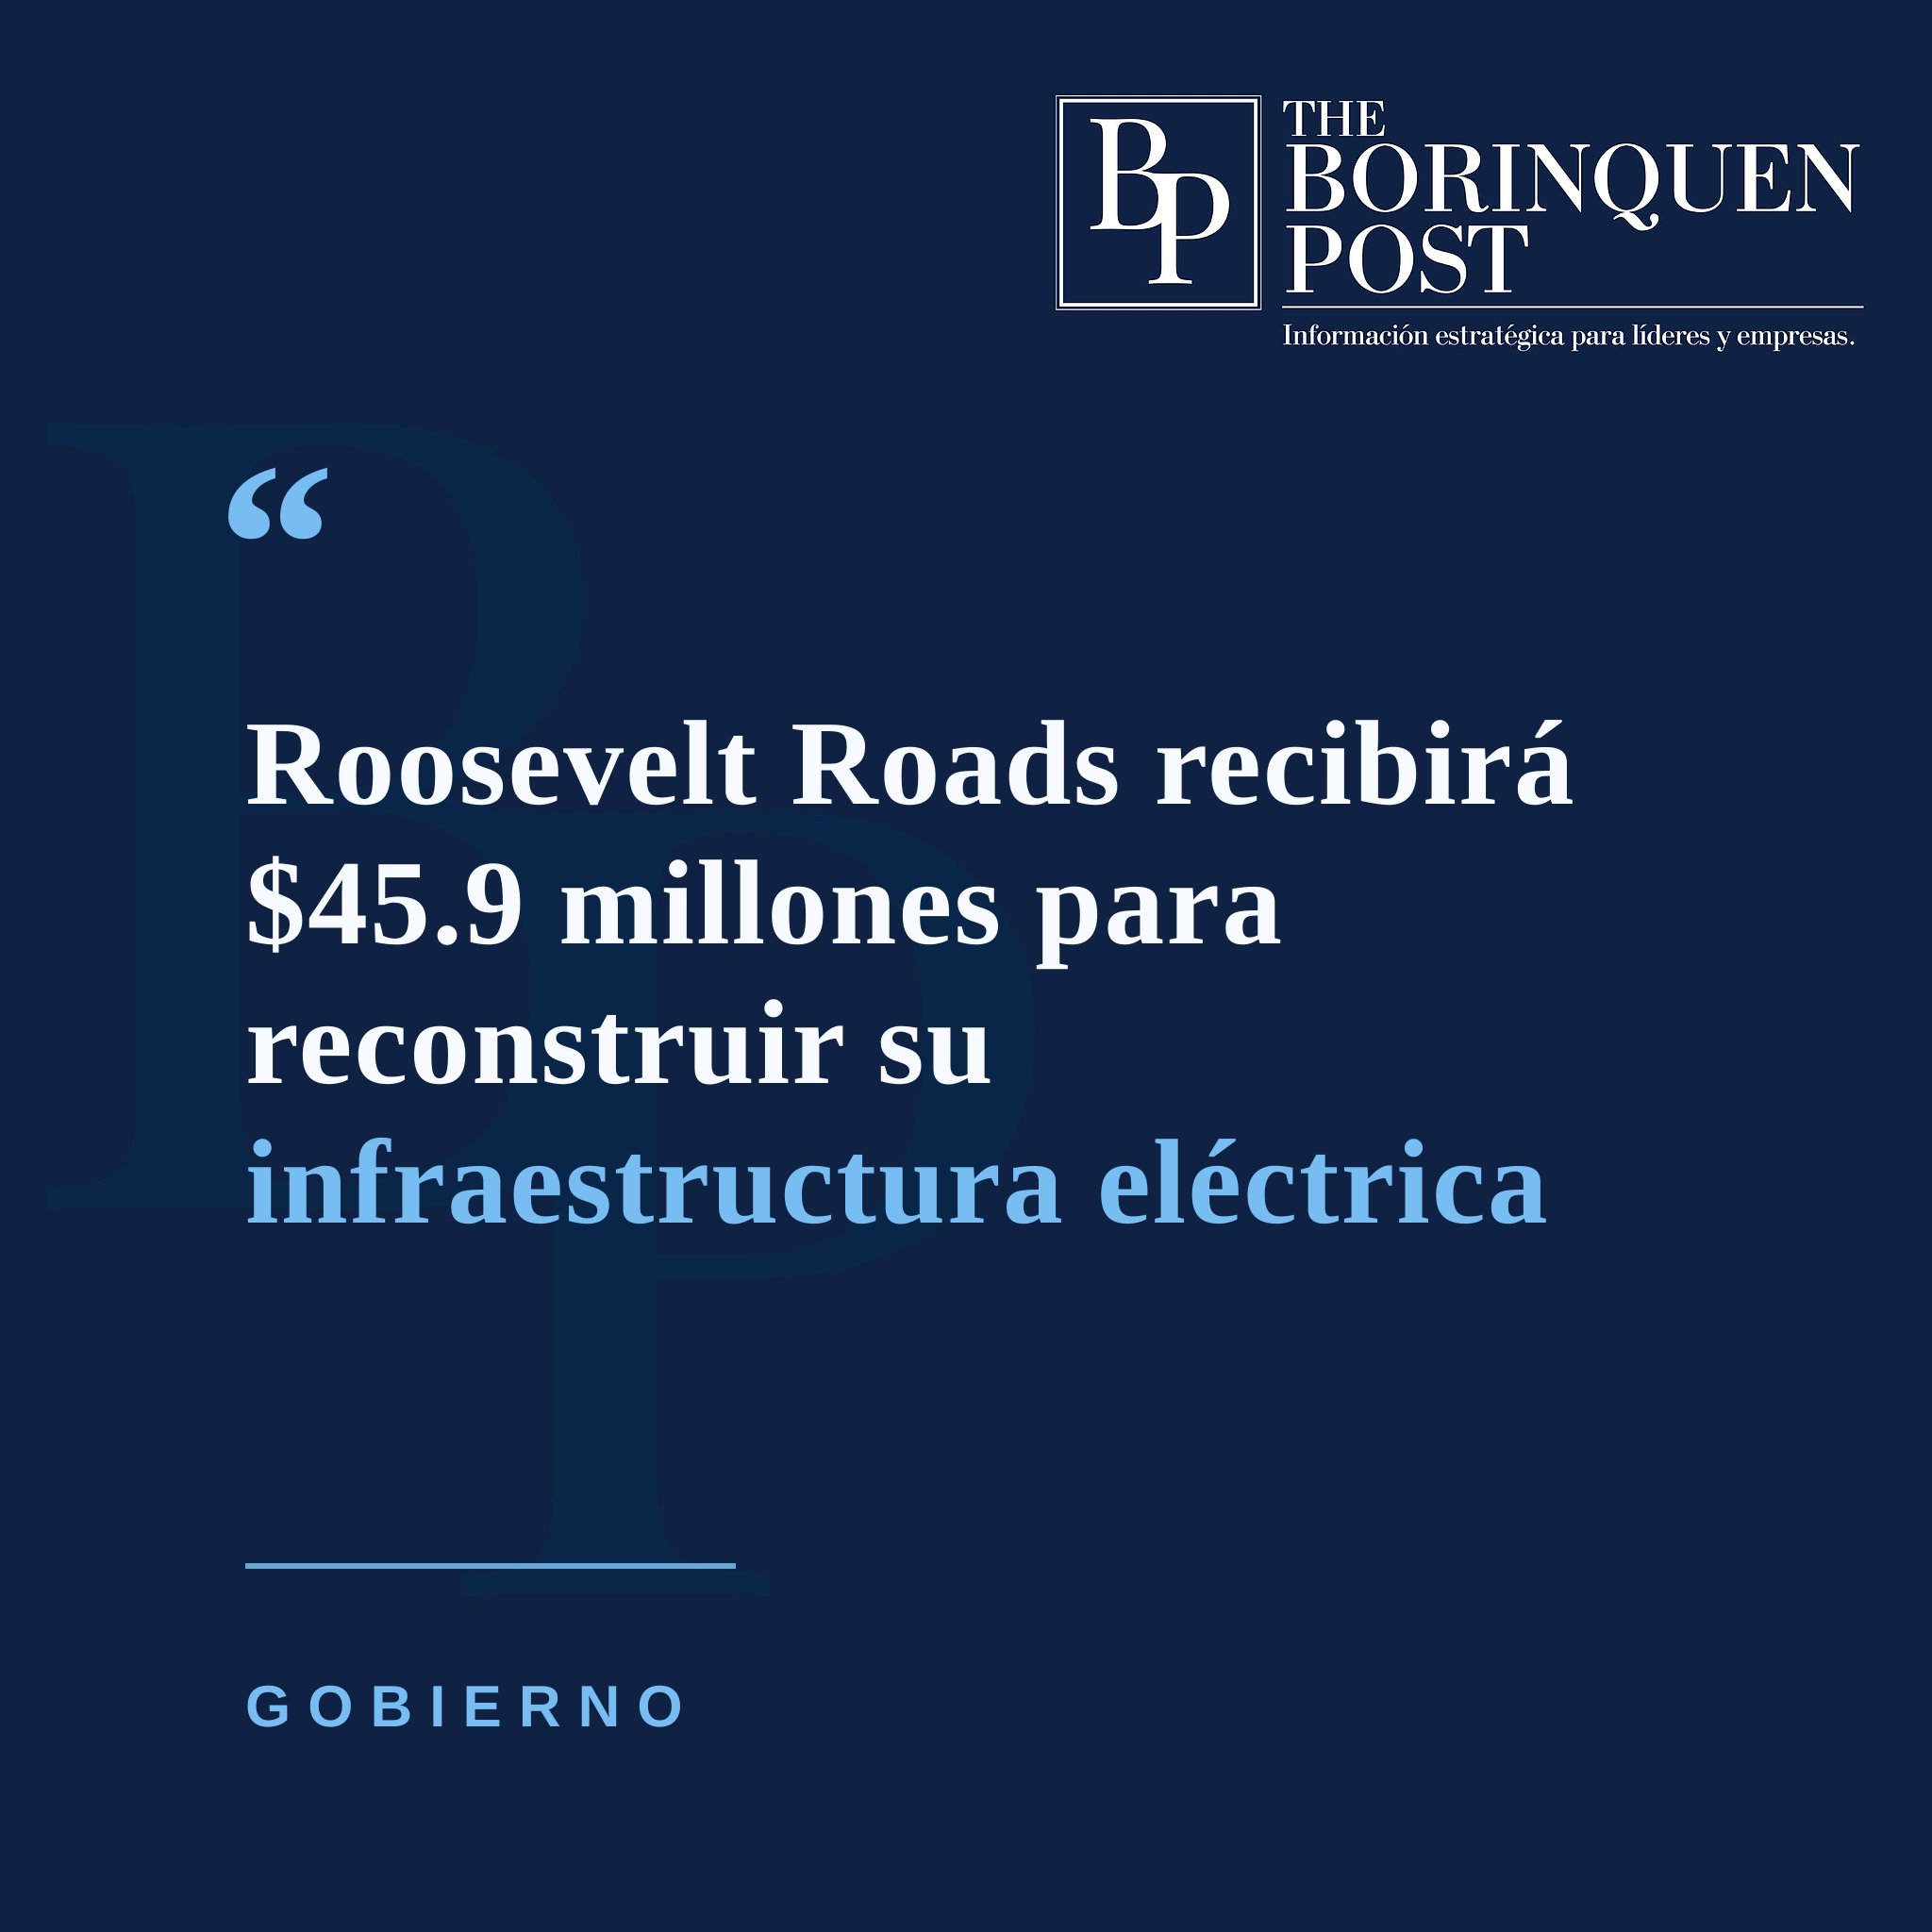 BP
THE
BORINQUEN
POST
Información estratégica para líderes y empresas.
“
Roosevelt Roads recibirá
$45.9 millones para
reconstruir su
infraestructura eléctrica
GOBIERNO